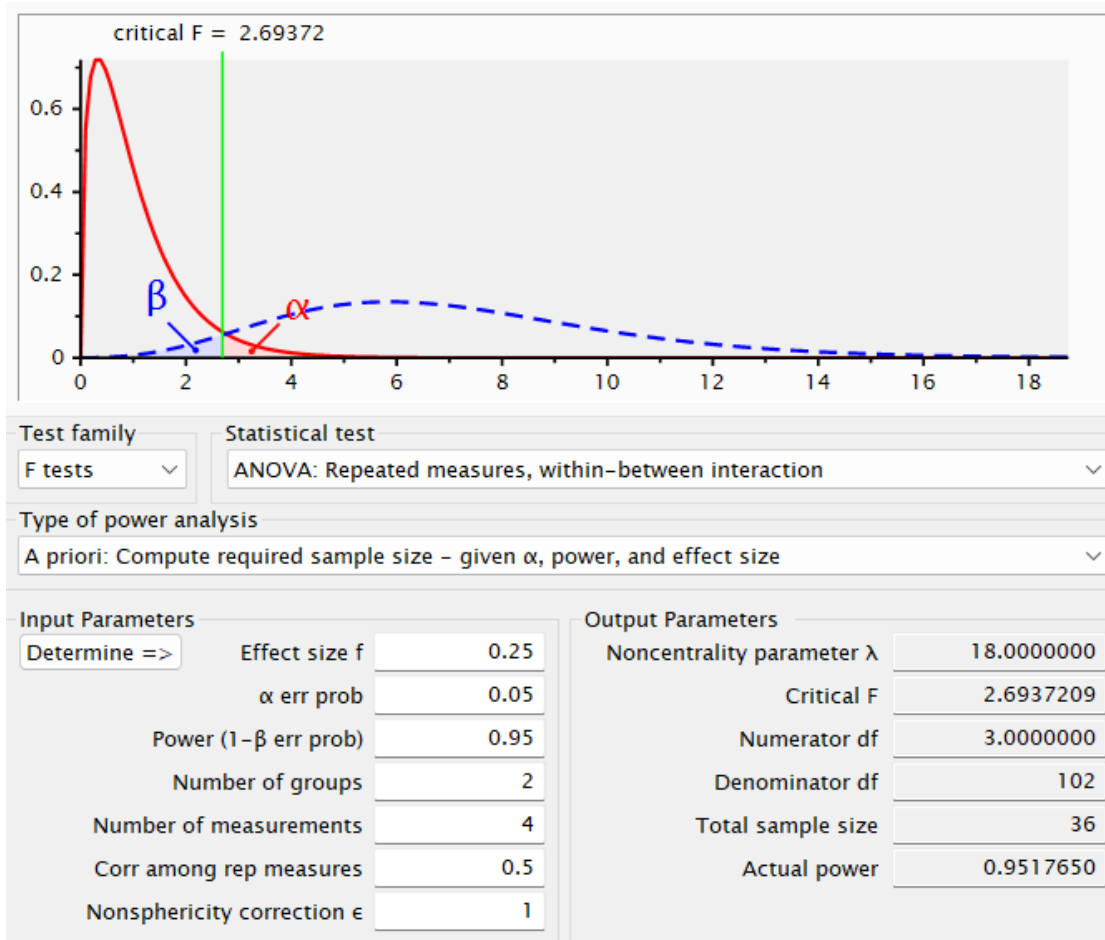 critical F = 2.69372
0.6
0.4
0.2
0
β
α
0 2 4 6 8 10 12 14 16 18
Test family
Statistical test
F tests
ANOVA: Repeated measures, within-between interaction
Type of power analysis
A priori: Compute required sample size - given α, power, and effect size
Input Parameters
Output Parameters
Determine => Effect size f 0.25
Noncentrality parameter λ 18.0000000
α err prob 0.05
Critical F 2.6937209
Power (1-β err prob) 0.95
Numerator df 3.0000000
Number of groups 2
Denominator df 102
Number of measurements 4
Total sample size 36
Corr among rep measures 0.5
Actual power 0.9517650
Nonsphericity correction ϵ 1